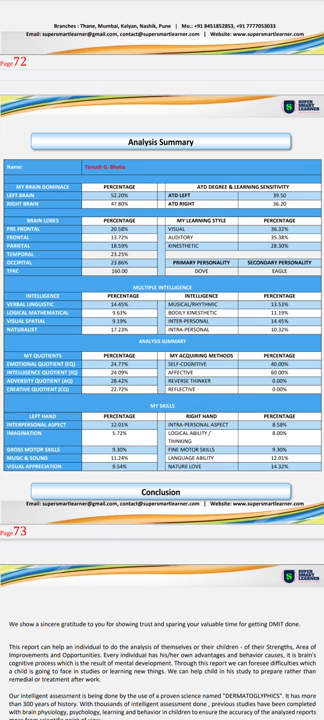 Branches : Thane, Mumbai, Kalyan, Nashik, Pune | Mo.: +91 8451852853, +91 7777053033
Email: supersmartlearner@gmail.com, contact@supersmartlearner.com | Website: www.supersmartlearner.com
Page72
SUPER SMART LEARNER
Analysis Summary
Name: Tanush G. Bhatia
MY BRAIN DOMINACE PERCENTAGE ATD DEGREE & LEARNING SENSITIVITY
LEFT BRAIN 52.20% ATD LEFT 39.50
RIGHT BRAIN 47.80% ATD RIGHT 36.20
BRAIN LOBES PERCENTAGE MY LEARNING STYLE PERCENTAGE
PRE FRONTAL 20.58% VISUAL 36.32%
FRONTAL 13.72% AUDITORY 35.38%
PARIETAL 18.59% KINESTHETIC 28.30%
TEMPORAL 23.25%
OCCIPITAL 23.86% PRIMARY PERSONALITY SECONDARY PERSONALITY
TFRC 160.00 DOVE EAGLE
MULTIPLE INTELLIGENCE
INTELLIGENCE PERCENTAGE INTELLIGENCE PERCENTAGE
VERBAL LINGUISTIC 14.45% MUSICAL/RHYTHMIC 13.53%
LOGICAL MATHEMATICAL 9.63% BODILY KINESTHETIC 11.19%
VISUAL SPATIAL 9.19% INTER-PERSONAL 14.45%
NATURALIST 17.23% INTRA-PERSONAL 10.32%
ANALYSIS SUMMARY
MY QUOTIENTS PERCENTAGE MY ACQUIRING METHODS PERCENTAGE
EMOTIONAL QUOTIENT (EQ) 24.77% SELF-COGNITIVE 40.00%
INTELLIGENCE QUOTIENT (IQ) 24.09% AFFECTIVE 60.00%
ADVERSITY QUOTIENT (AQ) 28.42% REVERSE THINKER 0.00%
CREATIVE QUOTIENT (CQ) 22.72% REFLECTIVE 0.00%
MY SKILLS
LEFT HAND PERCENTAGE RIGHT HAND PERCENTAGE
INTERPERSONAL ASPECT 12.01% INTRA-PERSONAL ASPECT 8.58%
IMAGINATION 5.72% LOGICAL ABILITY / 8.00%
THINKING
GROSS MOTOR SKILLS 9.30% FINE MOTOR SKILLS 9.30%
MUSIC & SOUND 11.24% LANGUAGE ABILITY 12.01%
VISUAL APPRECIATION 9.54% NATURE LOVE 14.32%
Conclusion
Email: supersmartlearner@gmail.com, contact@supersmartlearner.com | Website: www.supersmartlearner.com
Page73
SUPER SMART LEARNER
We show a sincere gratitude to you for showing trust and sparing your valuable time for getting DMIT done.
This report can help an individual to do the analysis of themselves or their children - of their Strengths, Area of
Improvements and Opportunities. Every individual has his/her own advantages and behavior causes, it is brain's
cognitive process which is the result of mental development. Through this report we can foresee difficulties which
a child is going to face in studies or learning new things. We can help child in his study to prepare rather than
remedial or treatment after work.
Our intelligent assessment is being done by the use of a proven science named "DERMATOGLYPHICS". It has more
than 300 years of history. With thousands of intelligent assessment done , previous studies have been completed
with brain physiology, psychology, learning and behavior in children to ensure the accuracy of the analyzed reports